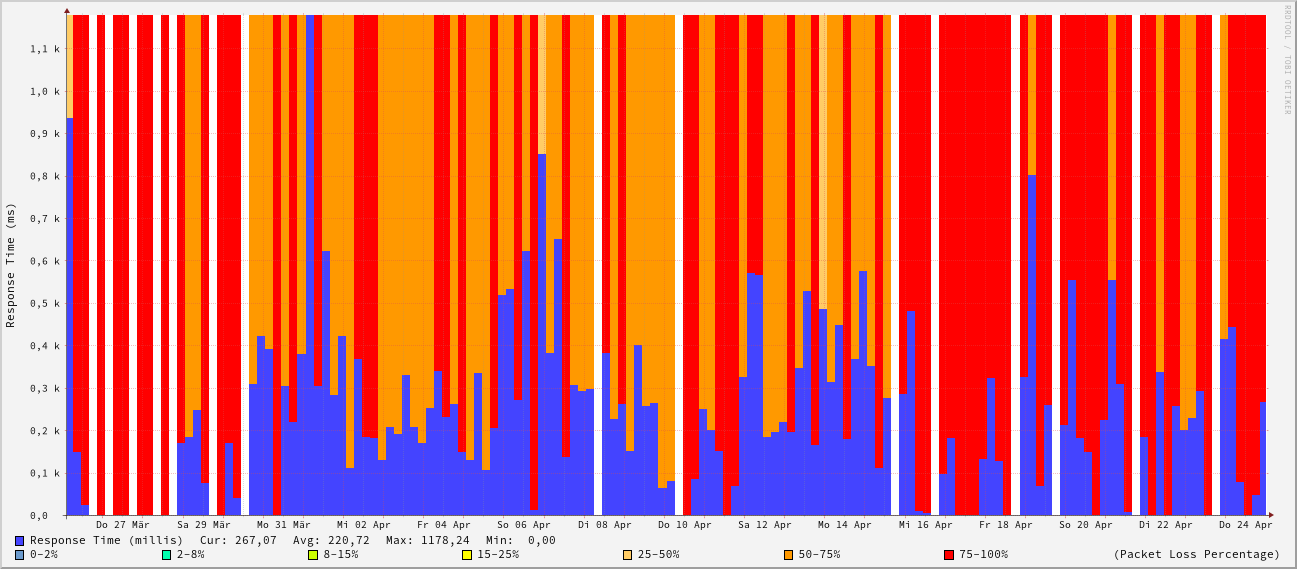 RRDTOOL / TOBI OETIKER
Response Time (ms)
1,1 k
1,0 k
0,9 k
0,8 k
0,7 k
0,6 k
0,5 k
0,4 k
0,3 k
0,2 k
0,1 k
0,0
Do 27 Mär Sa 29 Mär Mo 31 Mär Mi 02 Apr Fr 04 Apr So 06 Apr Di 08 Apr Do 10 Apr Sa 12 Apr Mo 14 Apr Mi 16 Apr Fr 18 Apr So 20 Apr Di 22 Apr Do 24 Apr
Response Time (millis) Cur: 267,07 Avg: 220,72 Max: 1178,24 Min: 0,00
0-2% 2-8% 8-15% 15-25% 25-50% 50-75% 75-100% (Packet Loss Percentage)